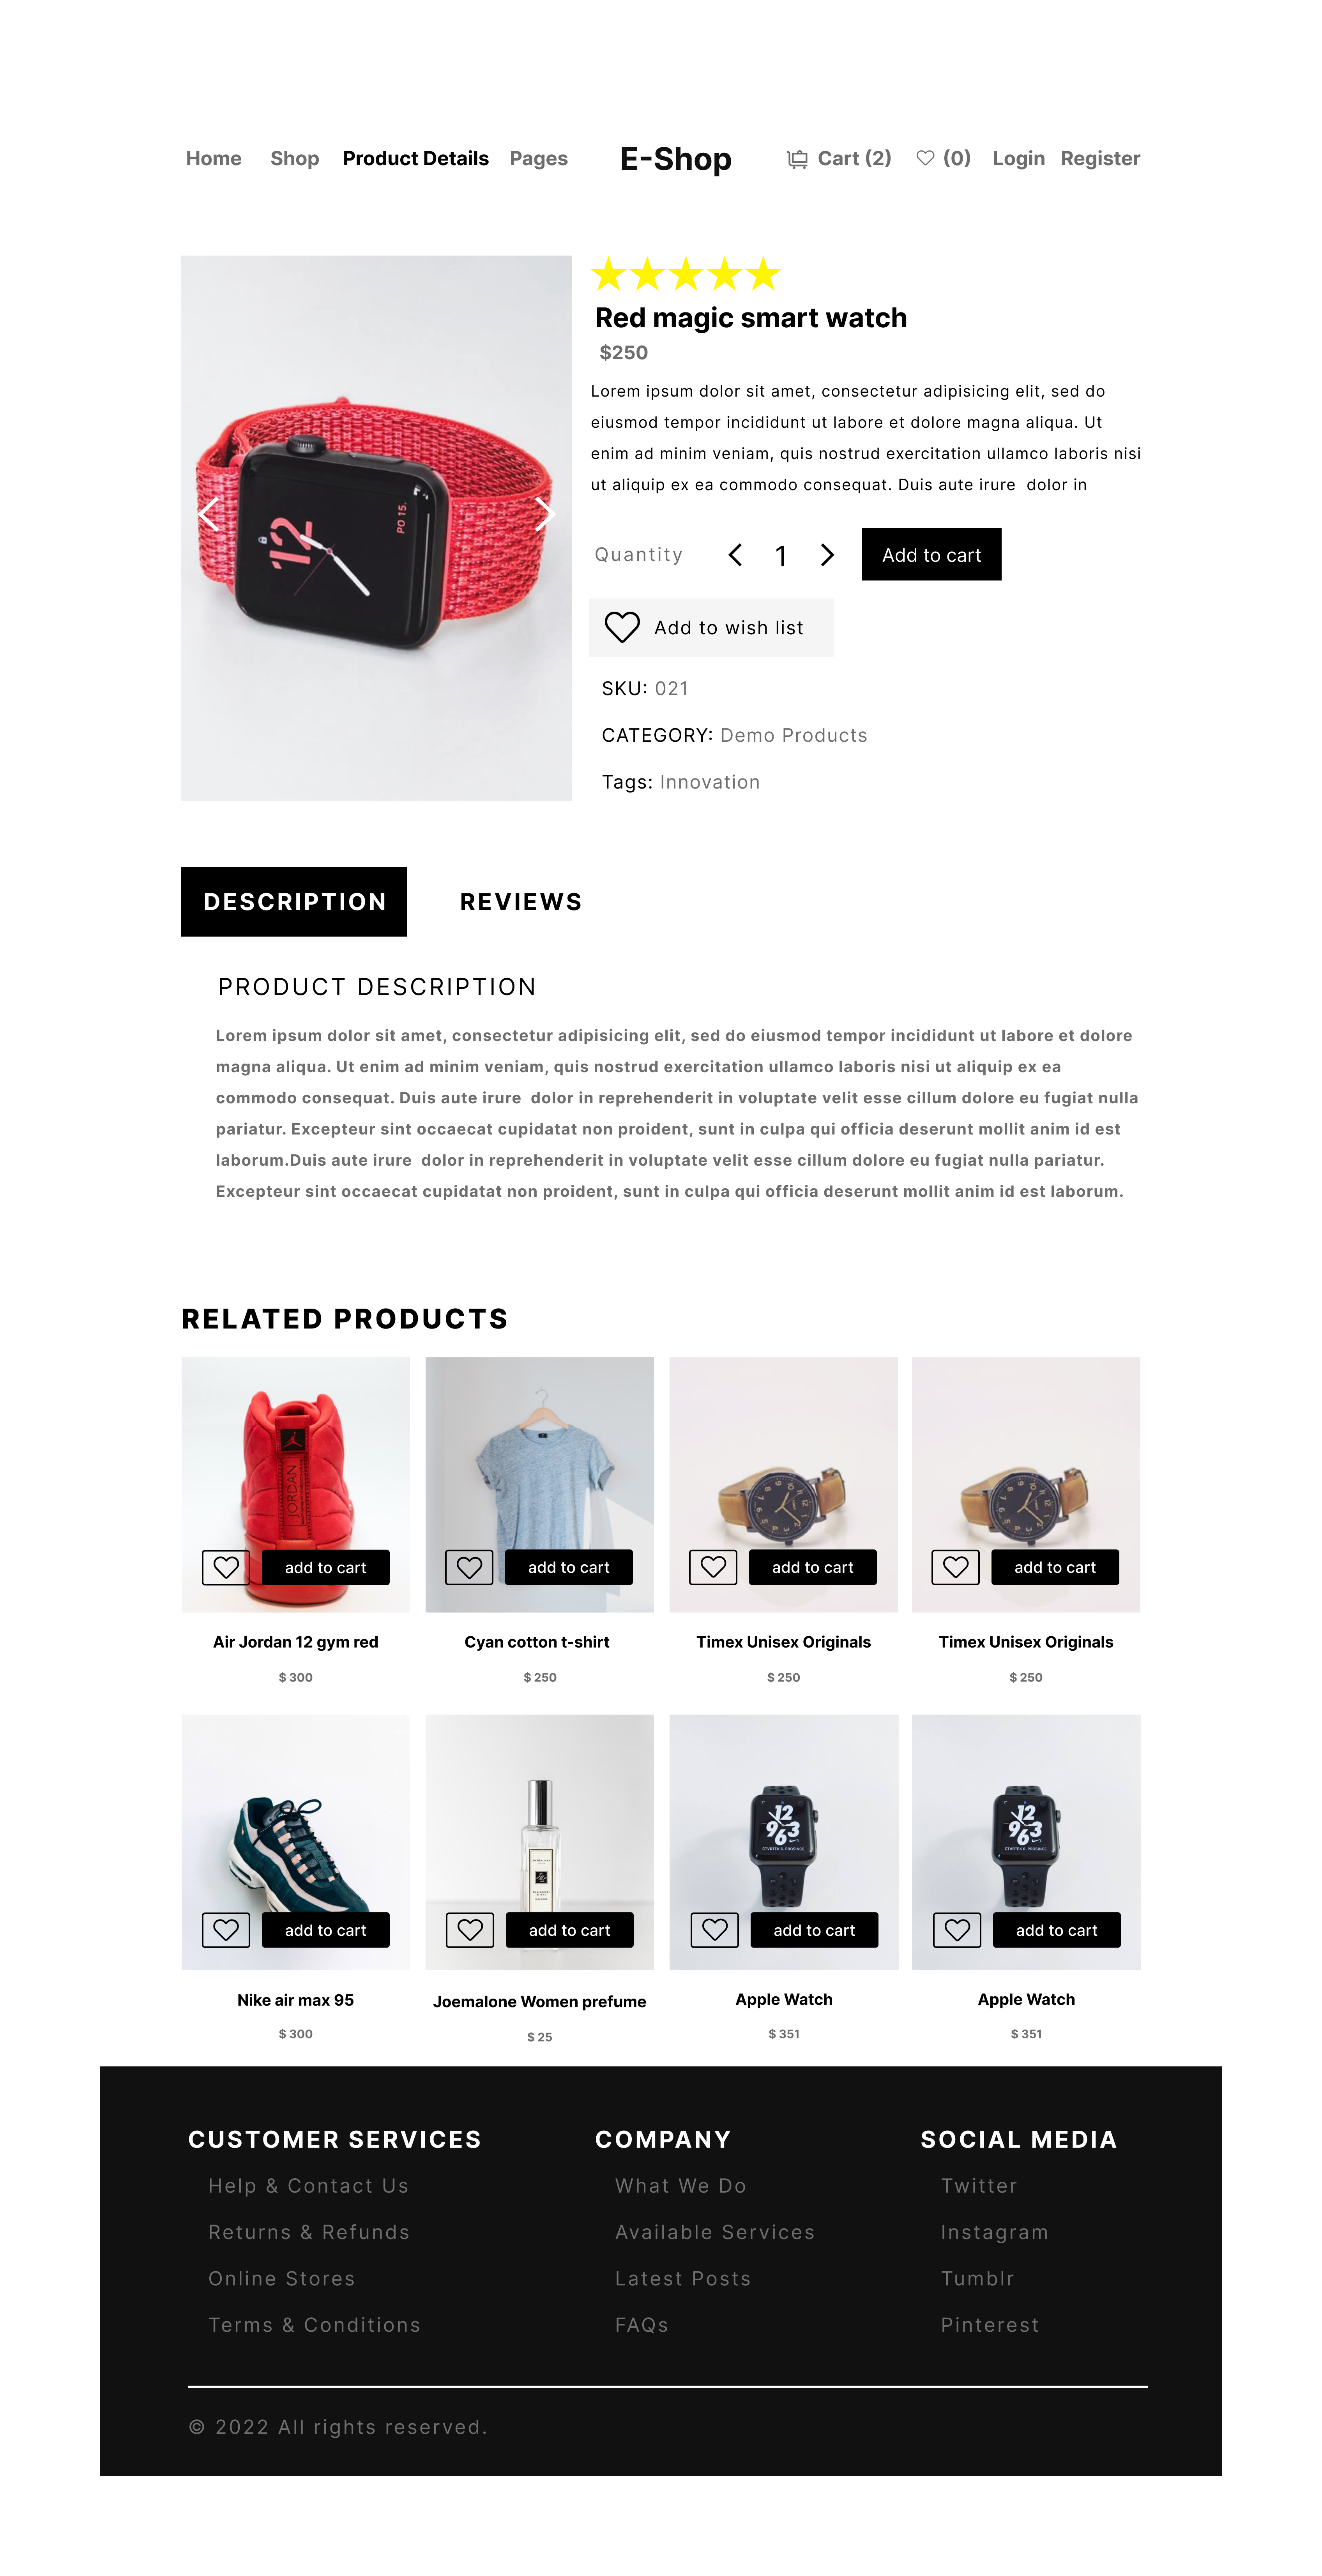 Home Shop Product Details Pages E-Shop Cart (2) (0) Login Register
Red magic smart watch
$250
Lorem ipsum dolor sit amet, consectetur adipisicing elit, sed do
eiusmod tempor incididunt ut labore et dolore magna aliqua. Ut
enim ad minim veniam, quis nostrud exercitation ullamco laboris nisi
ut aliquip ex ea commodo consequat. Duis aute irure dolor in
12
PO 15.
Quantity 1 Add to cart
Add to wish list
SKU: 021
CATEGORY: Demo Products
Tags: Innovation
DESCRIPTION REVIEWS
PRODUCT DESCRIPTION
Lorem ipsum dolor sit amet, consectetur adipisicing elit, sed do eiusmod tempor incididunt ut labore et dolore
magna aliqua. Ut enim ad minim veniam, quis nostrud exercitation ullamco laboris nisi ut aliquip ex ea
commodo consequat. Duis aute irure dolor in reprehenderit in voluptate velit esse cillum dolore eu fugiat nulla
pariatur. Excepteur sint occaecat cupidatat non proident, sunt in culpa qui officia deserunt mollit anim id est
laborum.Duis aute irure dolor in reprehenderit in voluptate velit esse cillum dolore eu fugiat nulla pariatur.
Excepteur sint occaecat cupidatat non proident, sunt in culpa qui officia deserunt mollit anim id est laborum.
RELATED PRODUCTS
JORDAN
add to cart add to cart add to cart add to cart
Air Jordan 12 gym red Cyan cotton t-shirt Timex Unisex Originals Timex Unisex Originals
$ 300 $ 250 $ 250 $ 250
12 12
9 6 3 9 6 3
add to cart add to cart add to cart add to cart
Nike air max 95 Joemalone Women prefume Apple Watch Apple Watch
$ 300 $ 25 $ 351 $ 351
CUSTOMER SERVICES COMPANY SOCIAL MEDIA
Help & Contact Us What We Do Twitter
Returns & Refunds Available Services Instagram
Online Stores Latest Posts Tumblr
Terms & Conditions FAQs Pinterest
© 2022 All rights reserved.